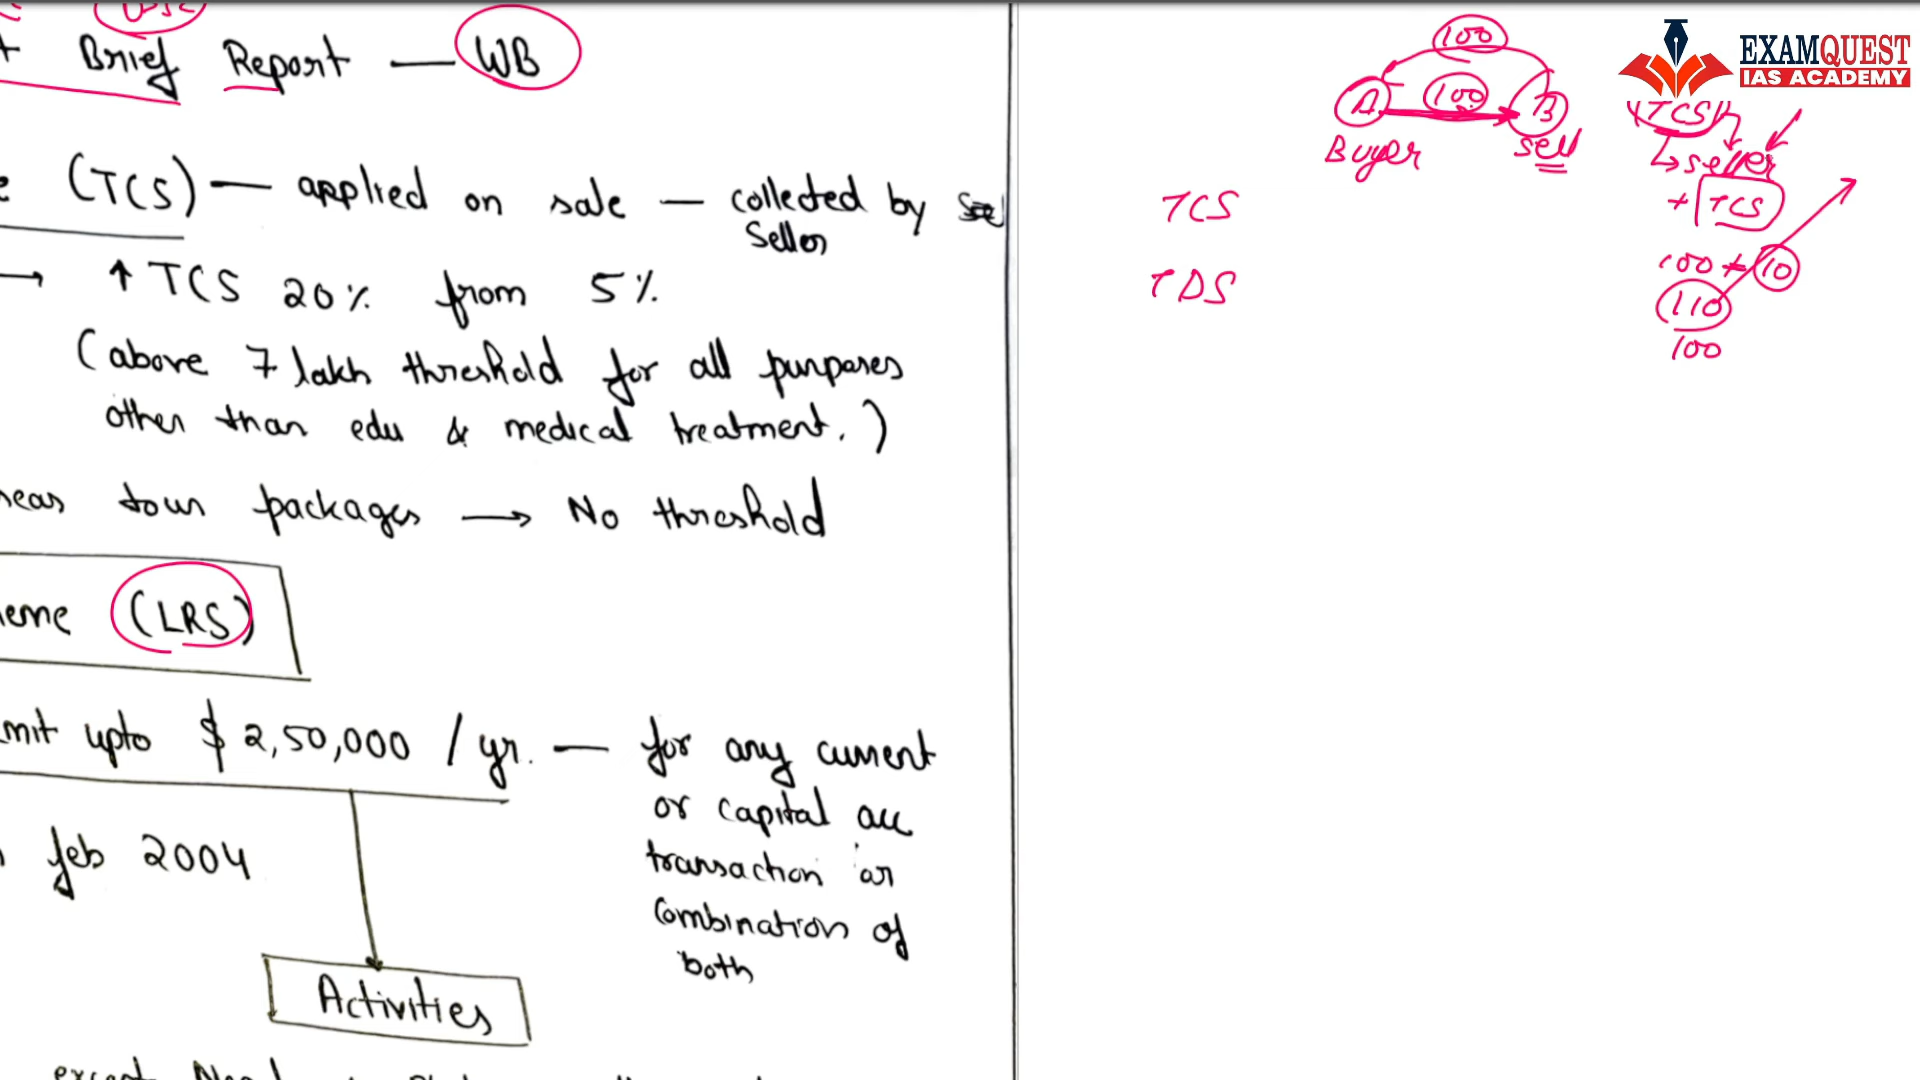 UPSC
Brief Report — WB
(TCS) — applied on sale — collected by
Seller
→ ↑ TCS 20% from 5%
(above 7 lakh threshold for all purposes
other than edu & medical treatment.)
tour packages → No threshold
(LRS)
upto $ 2,50,000 / yr. — for any current
or capital acc
transaction or
combination of
both
feb 2004
Activities
except
100
A 100 B
Buyer sell
TCS
TDS
(TCS)
↳ seller
+ TCS
100 + 10
110
100
EXAMQUEST
IAS ACADEMY